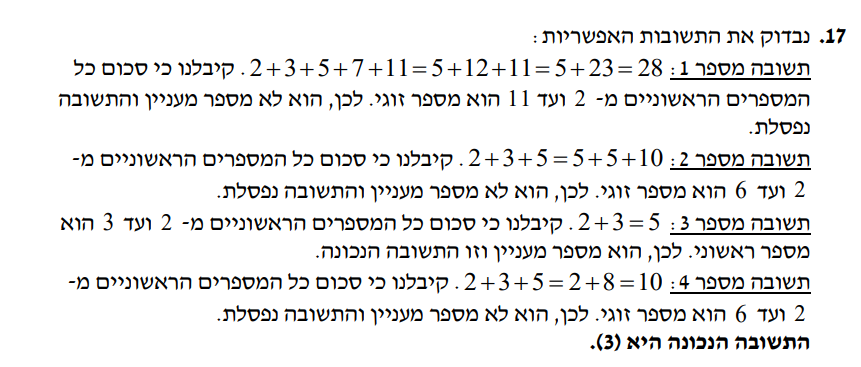 17. נבדוק את התשובות האפשריות:
תשובה מספר 1: 2+3+5+7+11=5+12+11=5+23=28. קיבלנו כי סכום כל
המספרים הראשוניים מ- 2 ועד 11 הוא מספר זוגי. לכן, הוא לא מספר מעניין והתשובה
נפסלת.
תשובה מספר 2: 2+3+5=5+5+10. קיבלנו כי סכום כל המספרים הראשוניים מ-
2 ועד 6 הוא מספר זוגי. לכן, הוא לא מספר מעניין והתשובה נפסלת.
תשובה מספר 3: 2+3=5. קיבלנו כי סכום כל המספרים הראשוניים מ- 2 ועד 3 הוא
מספר ראשוני. לכן, הוא מספר מעניין וזו התשובה הנכונה.
תשובה מספר 4: 2+3+5=2+8=10. קיבלנו כי סכום כל המספרים הראשוניים מ-
2 ועד 6 הוא מספר זוגי. לכן, הוא לא מספר מעניין והתשובה נפסלת.
התשובה הנכונה היא (3).